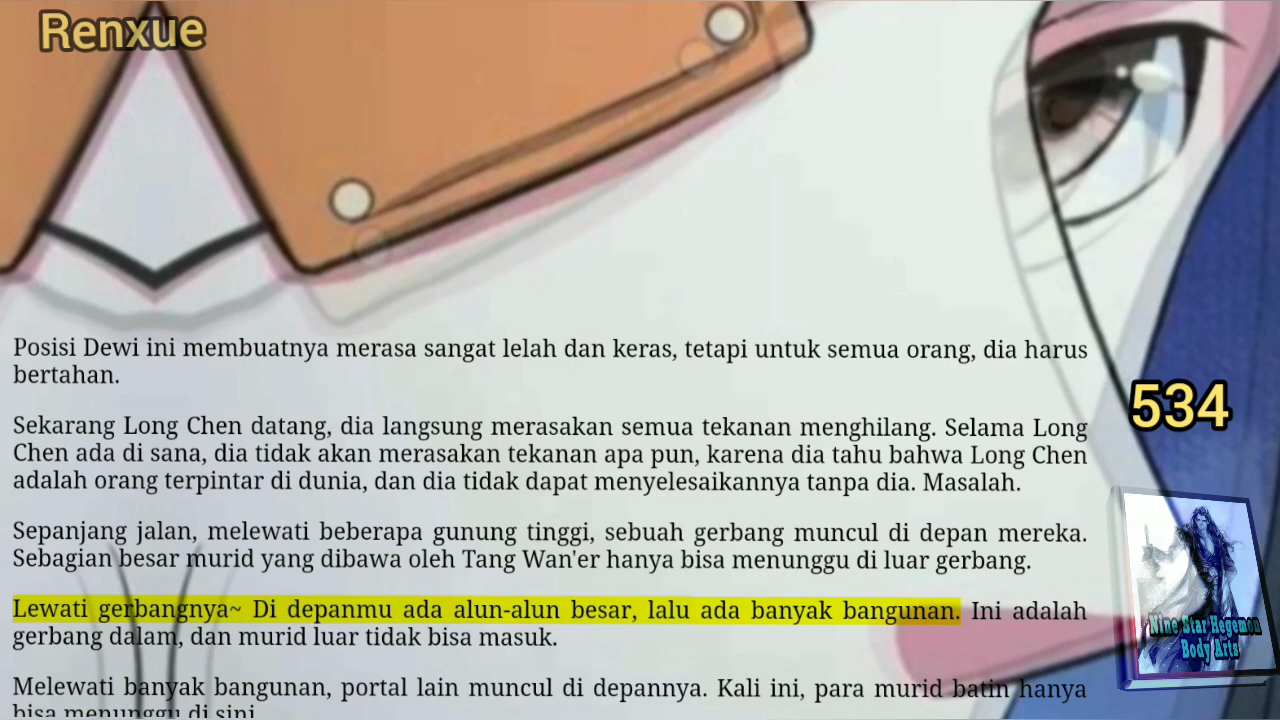 Renxue
Posisi Dewi ini membuatnya merasa sangat lelah dan keras, tetapi untuk semua orang, dia harus
bertahan.
Sekarang Long Chen datang, dia langsung merasakan semua tekanan menghilang. Selama Long
Chen ada di sana, dia tidak akan merasakan tekanan apa pun, karena dia tahu bahwa Long Chen
adalah orang terpintar di dunia, dan dia tidak dapat menyelesaikannya tanpa dia. Masalah.
Sepanjang jalan, melewati beberapa gunung tinggi, sebuah gerbang muncul di depan mereka.
Sebagian besar murid yang dibawa oleh Tang Wan'er hanya bisa menunggu di luar gerbang.
Lewati gerbangnya~ Di depanmu ada alun-alun besar, lalu ada banyak bangunan. Ini adalah
gerbang dalam, dan murid luar tidak bisa masuk.
Melewati banyak bangunan, portal lain muncul di depannya. Kali ini, para murid batin hanya
bisa menunggu di sini
534
Nine Star Hegemon
Body Arts